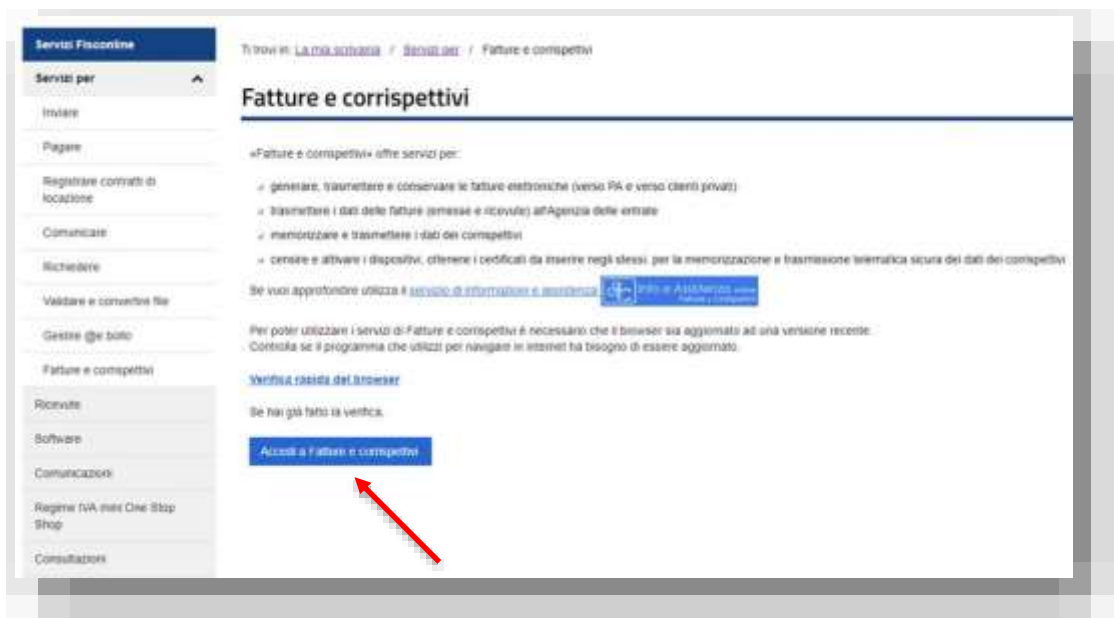 Servizi Fisconline
Servizi per
Inviare
Pagare
Registrare contratti di
locazione
Comunicare
Richiedere
Validare e convertire file
Gestire @e bollo
Fatture e corrispettivi
Ricevute
Software
Comunicazioni
Regime IVA mini One Stop
Shop
Consultazioni
Ti trovi in: La mia scrivania / Servizi per / Fatture e corrispettivi
Fatture e corrispettivi
«Fatture e corrispettivi» offre servizi per:
generare, trasmettere e conservare le fatture elettroniche (verso PA e verso clienti privati)
trasmettere i dati delle fatture (emesse e ricevute) all'Agenzia delle entrate
memorizzare e trasmettere i dati dei corrispettivi
censire e attivare i dispositivi, ottenere i certificati da inserire negli stessi, per la memorizzazione e trasmissione telematica sicura dei dati dei corrispettivi
Se vuoi approfondire utilizza il servizio di informazioni e assistenza Info e Assistenza
Fatture e Corrispettivi
Per poter utilizzare i servizi di Fatture e corrispettivi è necessario che il browser sia aggiornato ad una versione recente.
Controlla se il programma che utilizzi per navigare in internet ha bisogno di essere aggiornato.
Verifica rapida del browser
Se hai già fatto la verifica,
Accedi a Fatture e corrispettivi